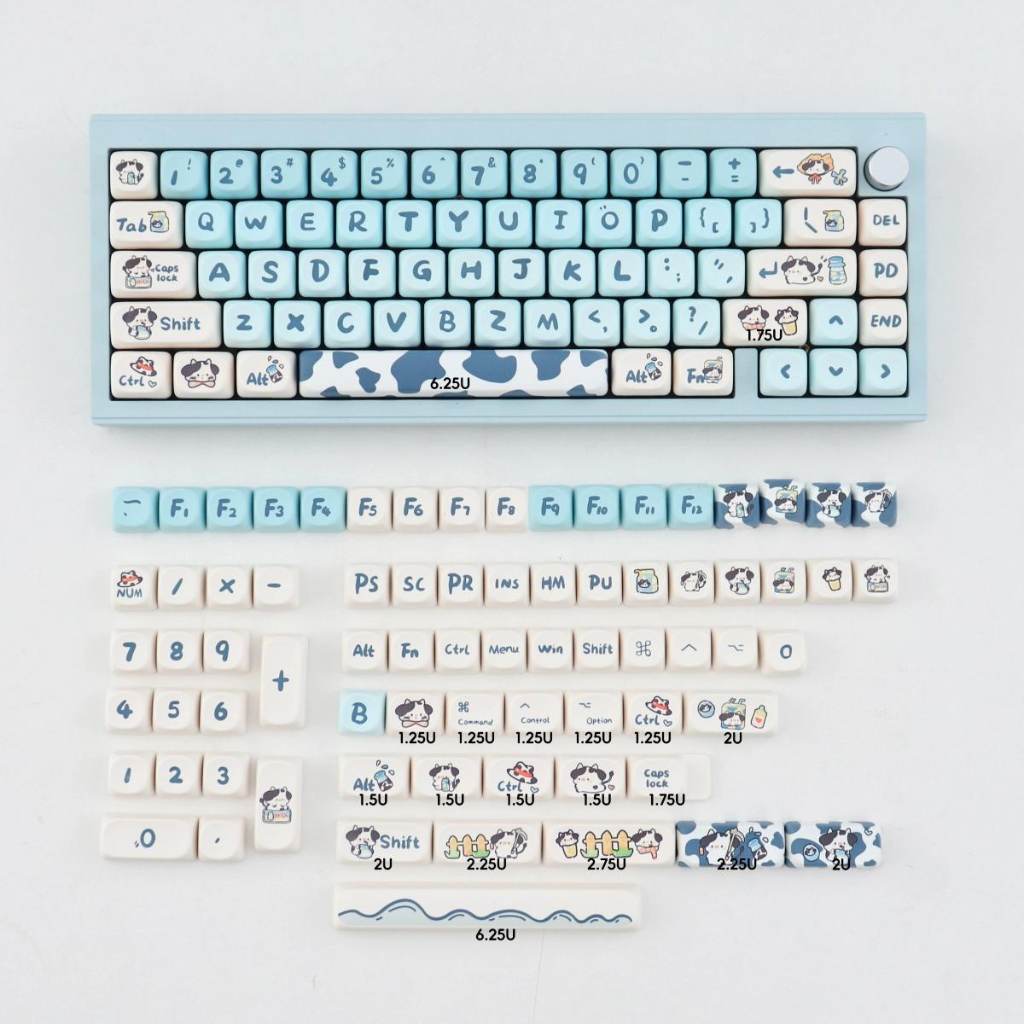 1 ! 2 @ 3 # 4 $ 5 % 6 ^ 7 & 8 * 9 ( 0 ) - _ + = ←
Tab Q W E R T Y U I Ö P { [ } ] | \ DEL
Caps lock A S D F G H J K L : ; " , ↵ PD
Shift Z X C V B Z M < , > . ? / 1.75U ^ END
Ctrl Alt 6.25U Alt Fn < ⌄ >
~ F1 F2 F3 F4 F5 F6 F7 F8 F9 F10 F11 F12
NUM / × - PS SC PR INS HM PU
7 8 9 + Alt Fn Ctrl Menu Win Shift ⌘ ^ ⌥ O
4 5 6 B ⌘ Command ^ Control ⌥ Option Ctrl
1.25U 1.25U 1.25U 1.25U 1.25U 2U
1 2 3 Alt Ctrl Caps lock
1.5U 1.5U 1.5U 1.5U 1.75U
0 . Shift
2U 2.25U 2.75U 2.25U 2U
6.25U